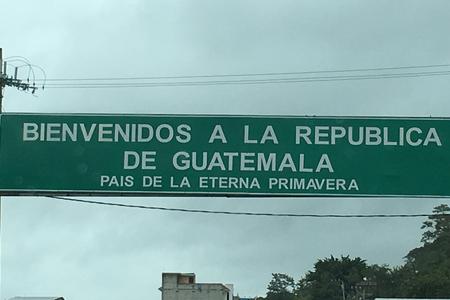 BIENVENIDOS A LA REPUBLICA
DE GUATEMALA
PAIS DE LA ETERNA PRIMAVERA